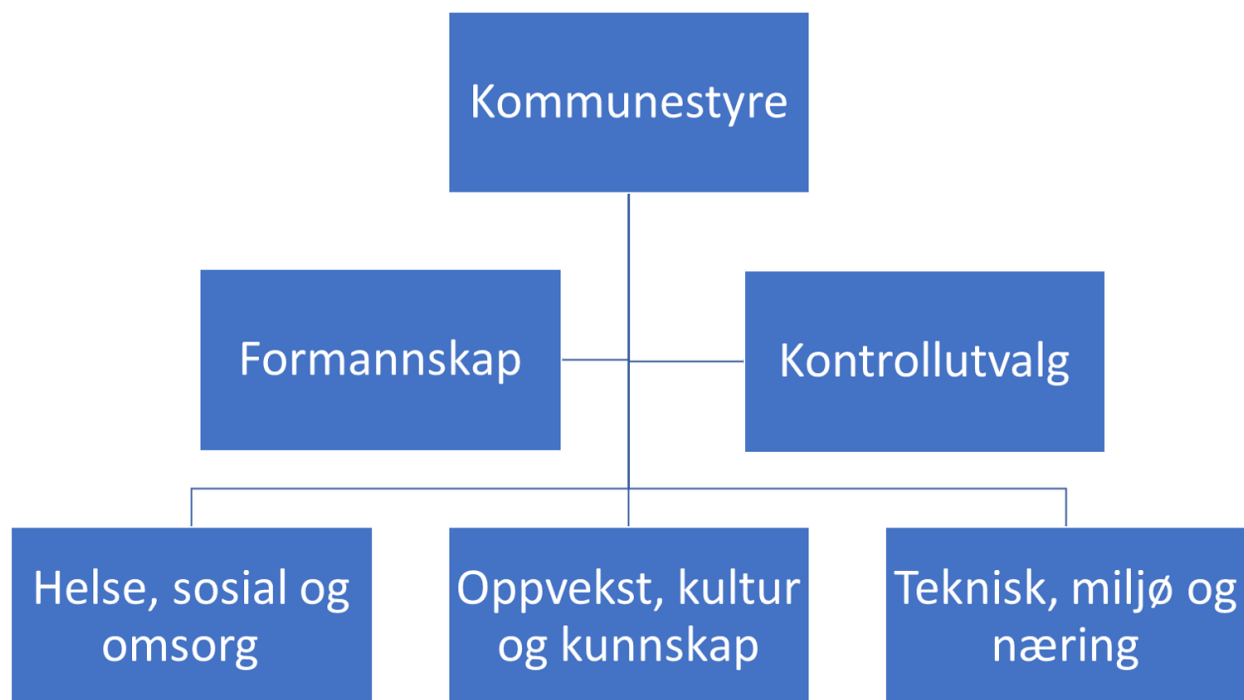 Kommunestyre
Formannskap
Kontrollutvalg
Helse, sosial og
omsorg
Oppvekst, kultur
og kunnskap
Teknisk, miljø og
næring